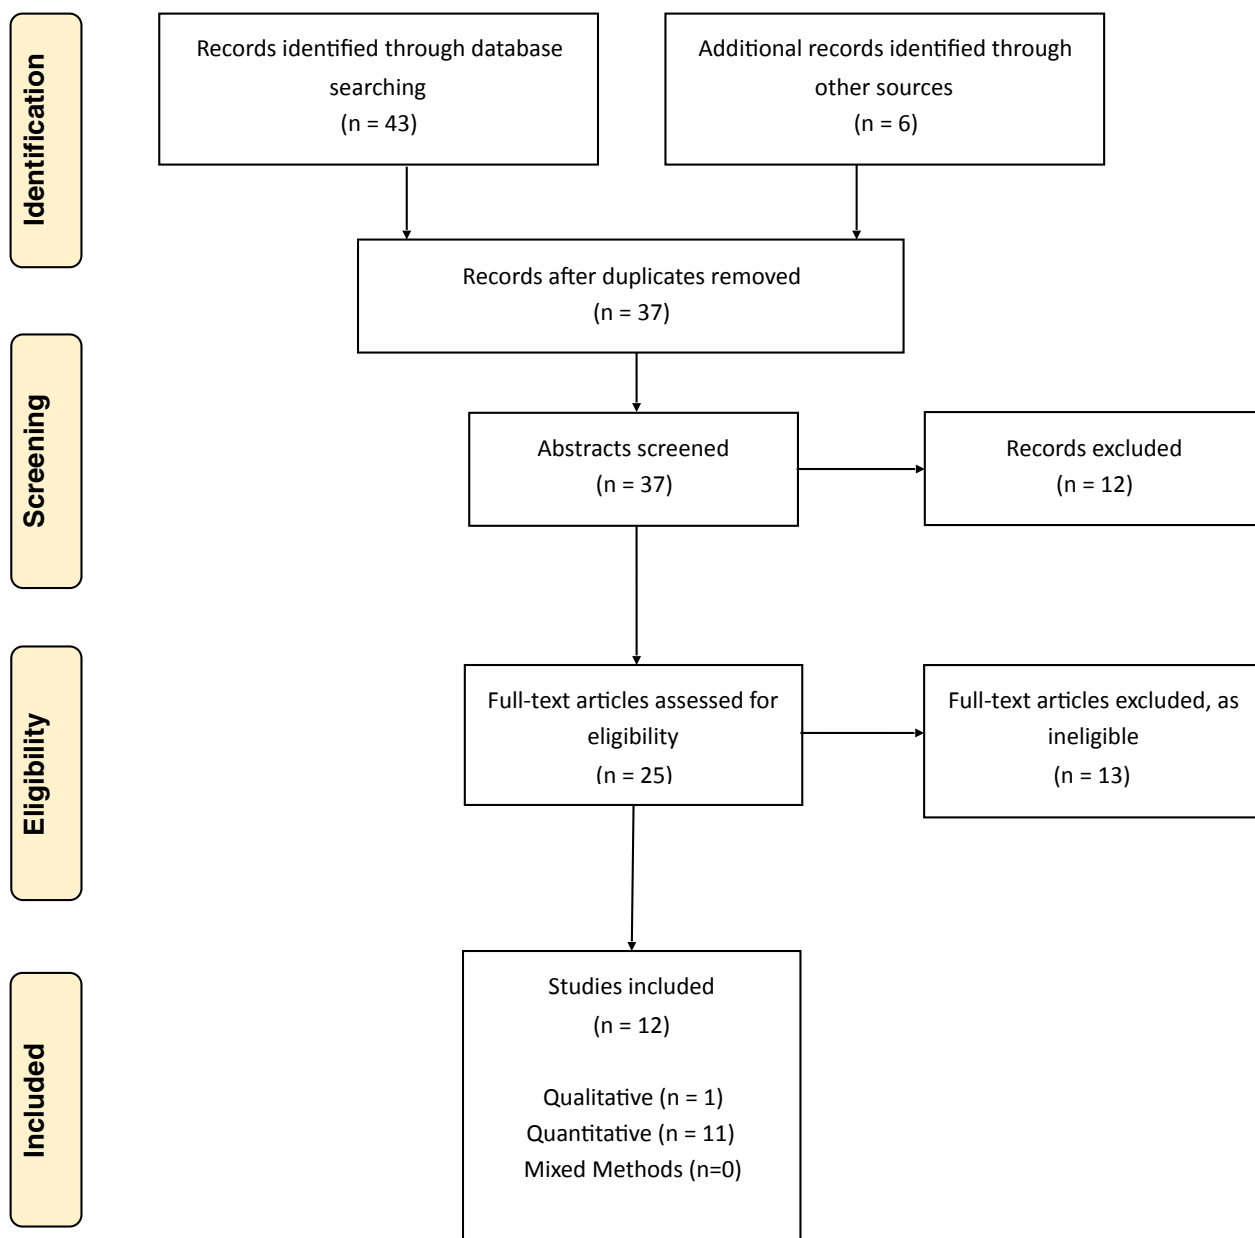 Identification
Records identified through database
searching
(n = 43)
Additional records identified through
other sources
(n = 6)
Records after duplicates removed
(n = 37)
Screening
Abstracts screened
(n = 37)
Records excluded
(n = 12)
Eligibility
Full-text articles assessed for
eligibility
(n = 25)
Full-text articles excluded, as
ineligible
(n = 13)
Included
Studies included
(n = 12)
Qualitative (n = 1)
Quantitative (n = 11)
Mixed Methods (n=0)